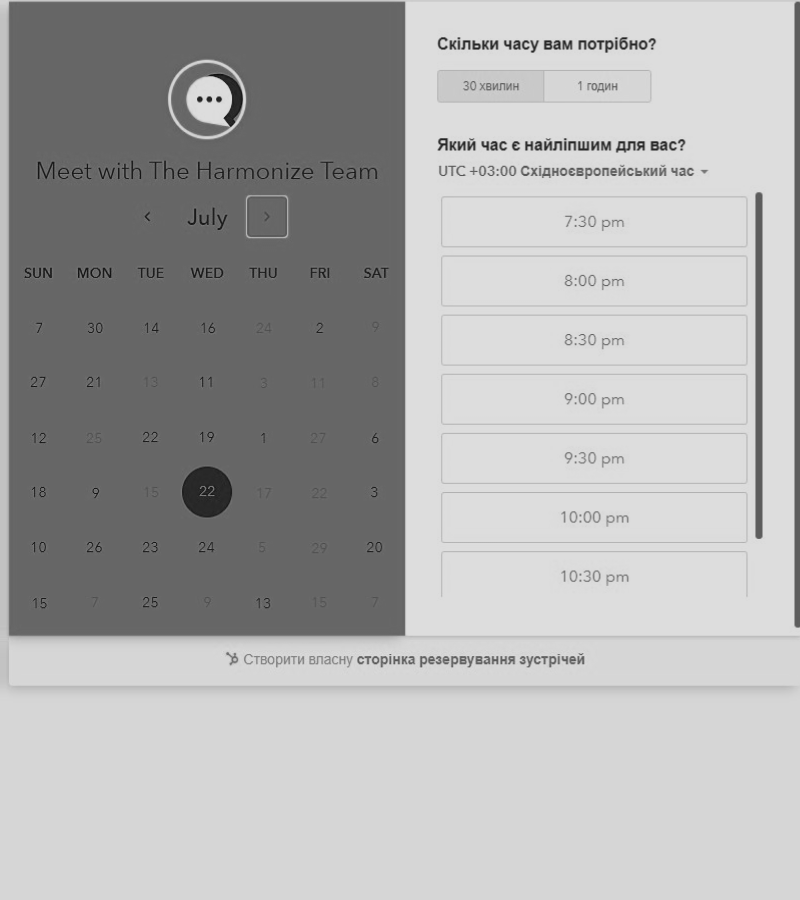 Meet with The Harmonize Team
July
SUN MON TUE WED THU FRI SAT
7 30 14 16 24 2 9
27 21 13 11 3 11 8
12 25 22 19 1 27 6
18 9 15 22 17 22 3
10 26 23 24 5 29 20
15 7 25 9 13 15 7
Скільки часу вам потрібно?
30 хвилин 1 годин
Який час є найліпшим для вас?
UTC +03:00 Східноєвропейський час
7:30 pm
8:00 pm
8:30 pm
9:00 pm
9:30 pm
10:00 pm
10:30 pm
Створити власну сторінка резервування зустрічей